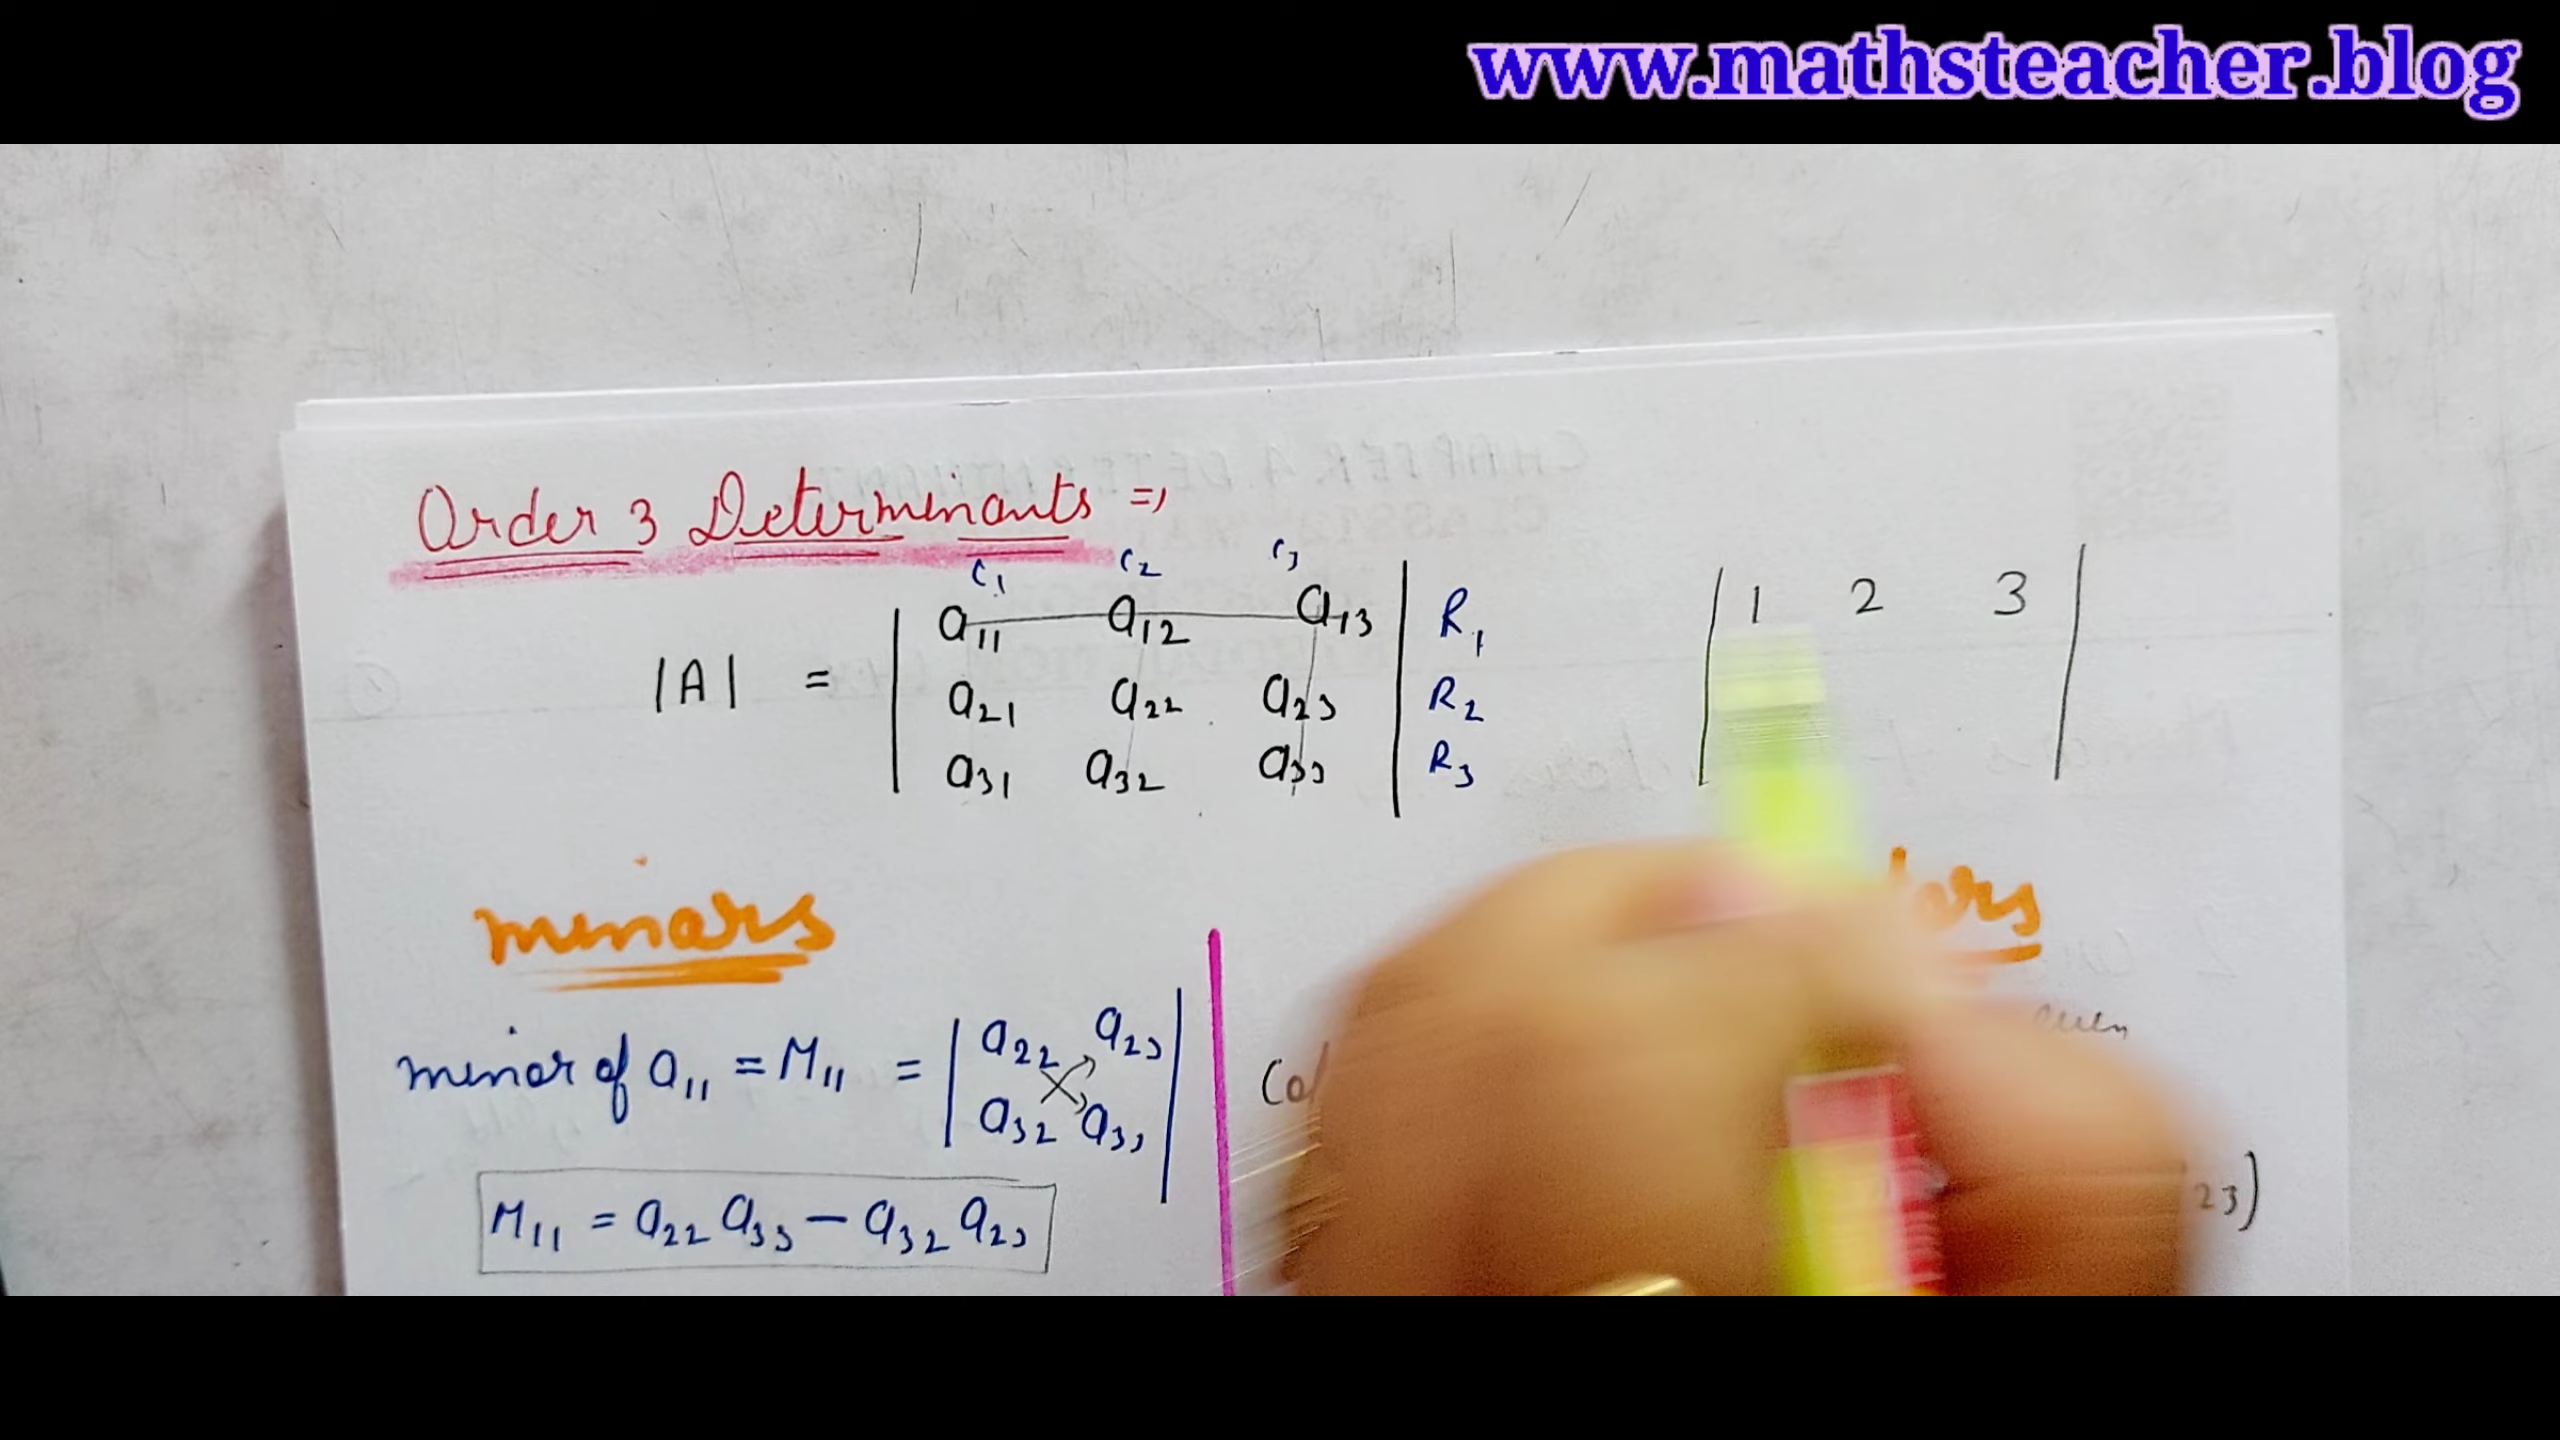 www.mathsteacher.blog
Order 3 Determinants =>
C1 C2 C3
|A| = | a11 a12 a13 | R1 | 1 2 3 |
a21 a22 a23 R2
a31 a32 a33 R3
minors
minor of a11 = M11 = | a22 a23 |
a32 a33
M11 = a22 a33 − a32 a23
23)